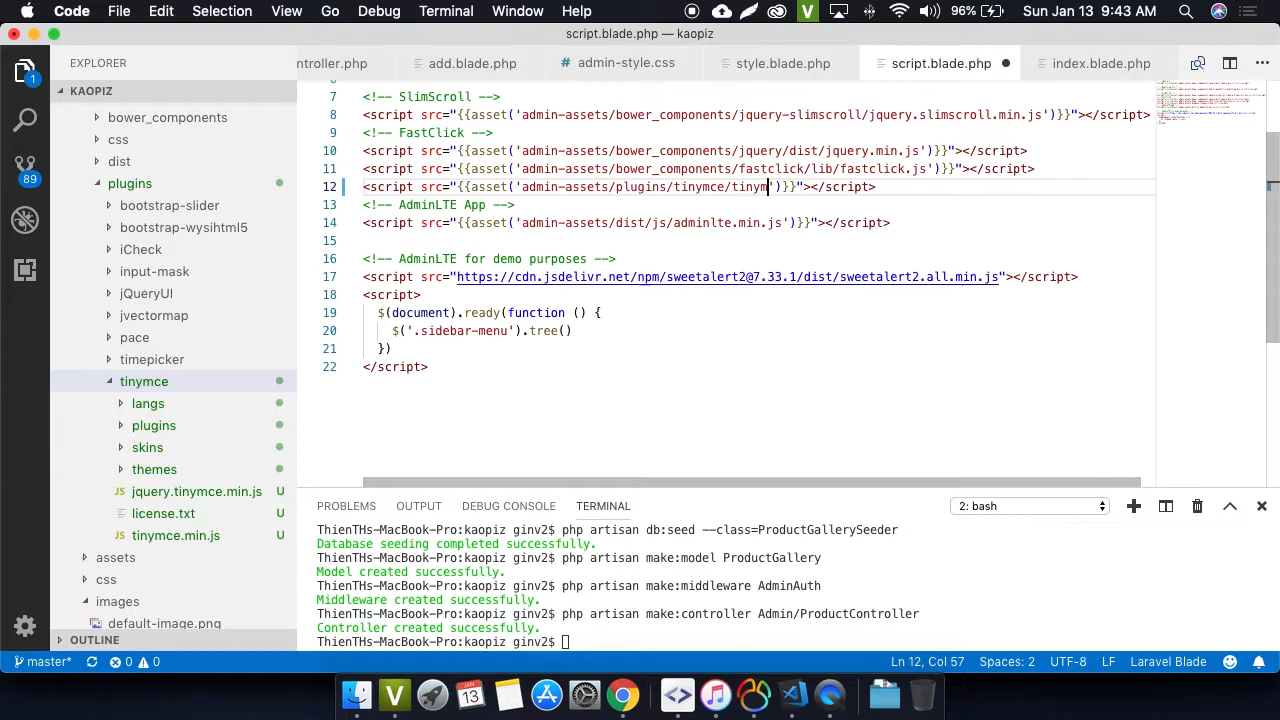 Code File Edit Selection View Go Debug Terminal Window Help V 96% Sun Jan 13 9:43 AM
script.blade.php — kaopiz
EXPLORER
ntroller.php add.blade.php # admin-style.css style.blade.php script.blade.php index.blade.php
KAOPIZ
bower_components
css
dist
plugins
bootstrap-slider
bootstrap-wysihtml5
iCheck
input-mask
jQueryUI
jvectormap
pace
timepicker
tinymce
langs
plugins
skins
themes
JS jquery.tinymce.min.js U
license.txt U
JS tinymce.min.js U
assets
css
images
default-image.png
OUTLINE
1
89
7 <!-- SlimScroll -->
8 <script src="{{asset('admin-assets/bower_components/jquery-slimscroll/jquery.slimscroll.min.js')}}"></script>
9 <!-- FastClick -->
10 <script src="{{asset('admin-assets/bower_components/jquery/dist/jquery.min.js')}}"></script>
11 <script src="{{asset('admin-assets/bower_components/fastclick/lib/fastclick.js')}}"></script>
12 <script src="{{asset('admin-assets/plugins/tinymce/tinym')}}"></script>
13 <!-- AdminLTE App -->
14 <script src="{{asset('admin-assets/dist/js/adminlte.min.js')}}"></script>
15
16 <!-- AdminLTE for demo purposes -->
17 <script src="https://cdn.jsdelivr.net/npm/sweetalert2@7.33.1/dist/sweetalert2.all.min.js"></script>
18 <script>
19 $(document).ready(function () {
20 $('.sidebar-menu').tree()
21 })
22 </script>
PROBLEMS OUTPUT DEBUG CONSOLE TERMINAL 2: bash
ThienTHs-MacBook-Pro:kaopiz ginv2$ php artisan db:seed --class=ProductGallerySeeder
Database seeding completed successfully.
ThienTHs-MacBook-Pro:kaopiz ginv2$ php artisan make:model ProductGallery
Model created successfully.
ThienTHs-MacBook-Pro:kaopiz ginv2$ php artisan make:middleware AdminAuth
Middleware created successfully.
ThienTHs-MacBook-Pro:kaopiz ginv2$ php artisan make:controller Admin/ProductController
Controller created successfully.
ThienTHs-MacBook-Pro:kaopiz ginv2$
master* 0 0 Ln 12, Col 57 Spaces: 2 UTF-8 LF Laravel Blade
V JAN 13